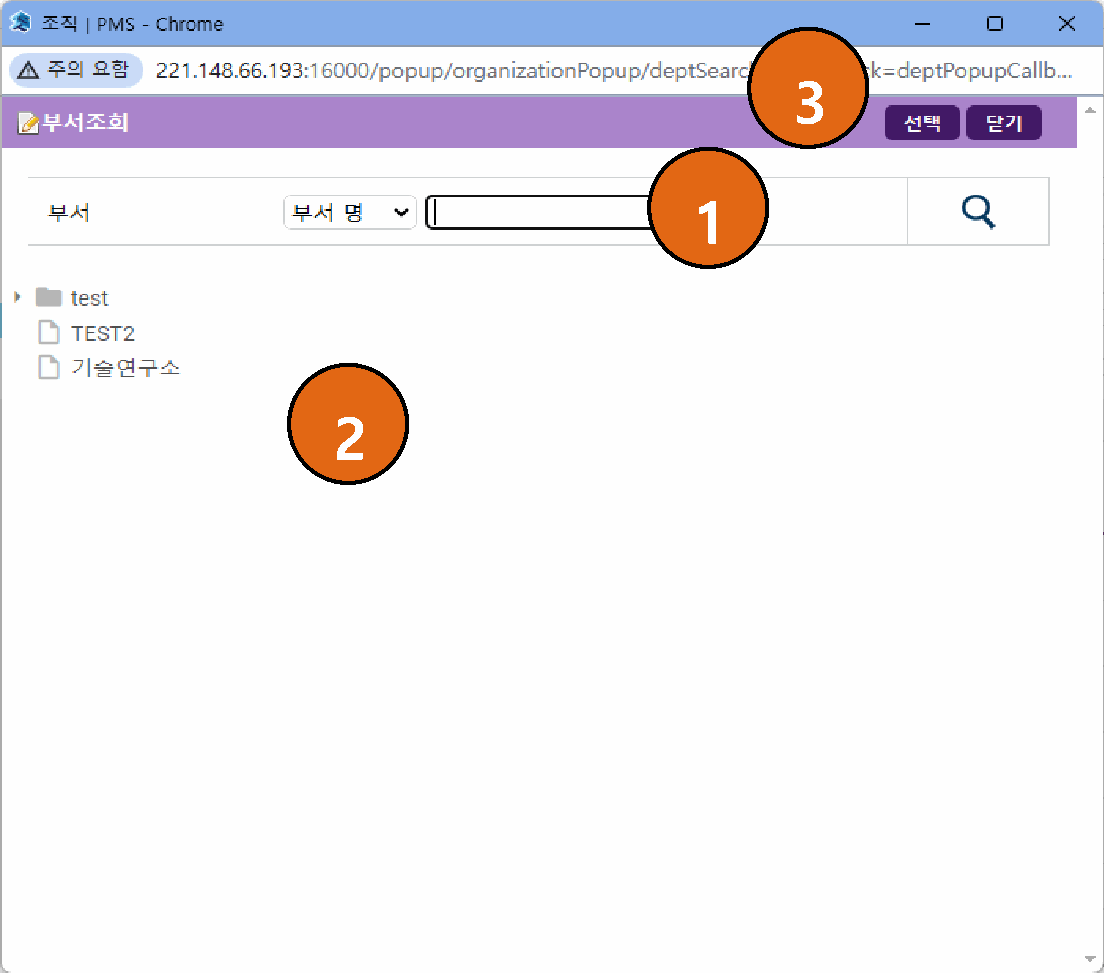 조직 | PMS - Chrome
주의 요함 221.148.66.193:16000/popup/organizationPopup/deptSearc k=deptPopupCallb...
3
부서조회 선택 닫기
부서 부서 명 1
test
TEST2
기술연구소
2